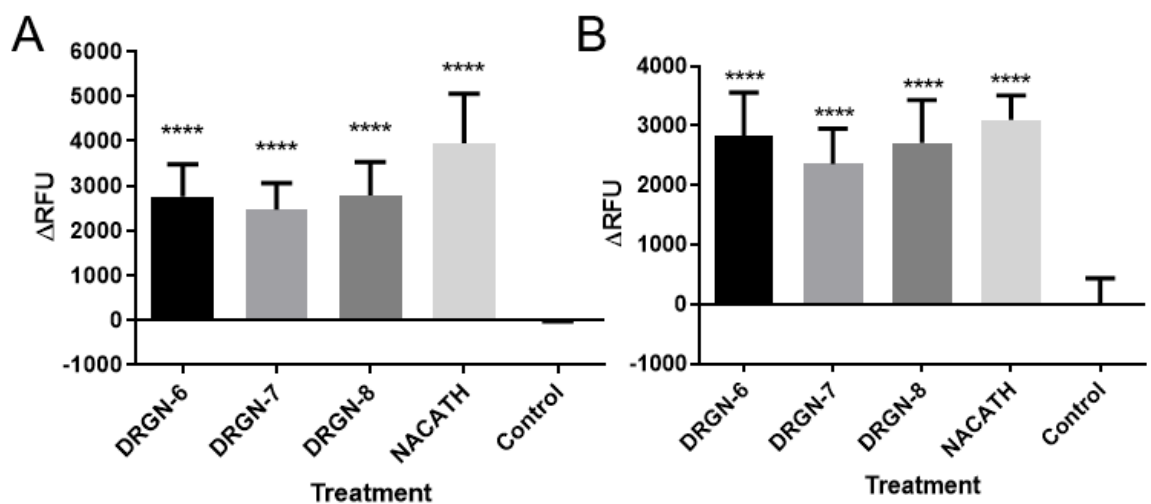 A
ΔRFU
6000
5000
4000
3000
2000
1000
0
-1000
****
****
****
****
DRGN-6
DRGN-7
DRGN-8
NACATH
Control
Treatment
B
ΔRFU
4000
3000
2000
1000
0
-1000
****
****
****
****
DRGN-6
DRGN-7
DRGN-8
NACATH
Control
Treatment